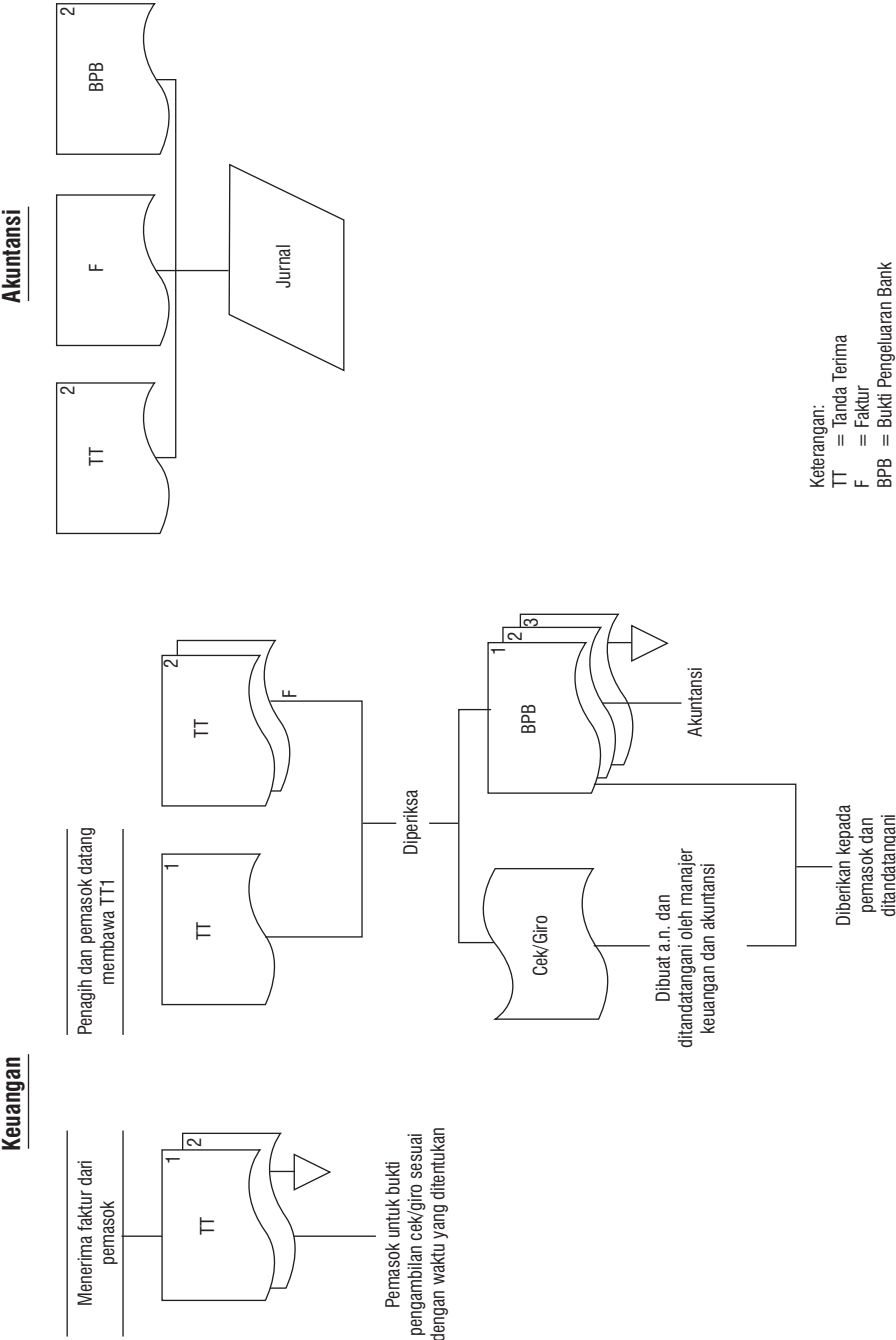 Keuangan
Menerima faktur dari
pemasok
1
2
TT
Pemasok untuk bukti
pengambilan cek/giro sesuai
dengan waktu yang ditentukan
Penagih dan pemasok datang
membawa TT1
1
TT
2
TT
F
Diperiksa
Cek/Giro
Dibuat a.n. dan
ditandatangani oleh manajer
keuangan dan akuntansi
1
2
3
BPB
Akuntansi
Diberikan kepada
pemasok dan
ditandatangani
Akuntansi
2
TT
F
2
BPB
Jurnal
Keterangan:
TT = Tanda Terima
F = Faktur
BPB = Bukti Pengeluaran Bank